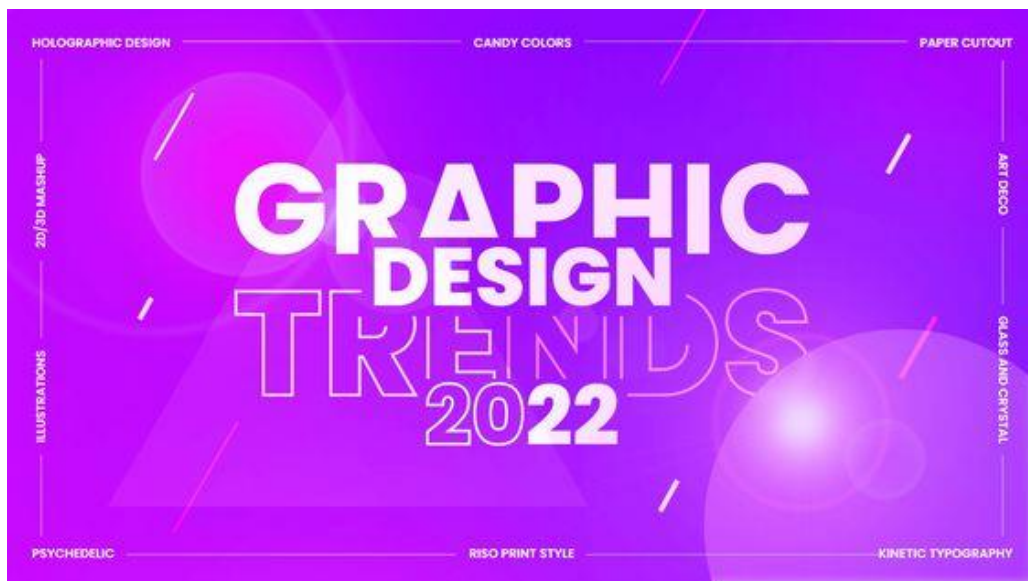 HOLOGRAPHIC DESIGN
CANDY COLORS
PAPER CUTOUT
2D/3D MASHUP
ART DECO
GRAPHIC
DESIGN
TRENDS
2022
ILLUSTRATIONS
GLASS AND CRYSTAL
PSYCHEDELIC
RISO PRINT STYLE
KINETIC TYPOGRAPHY